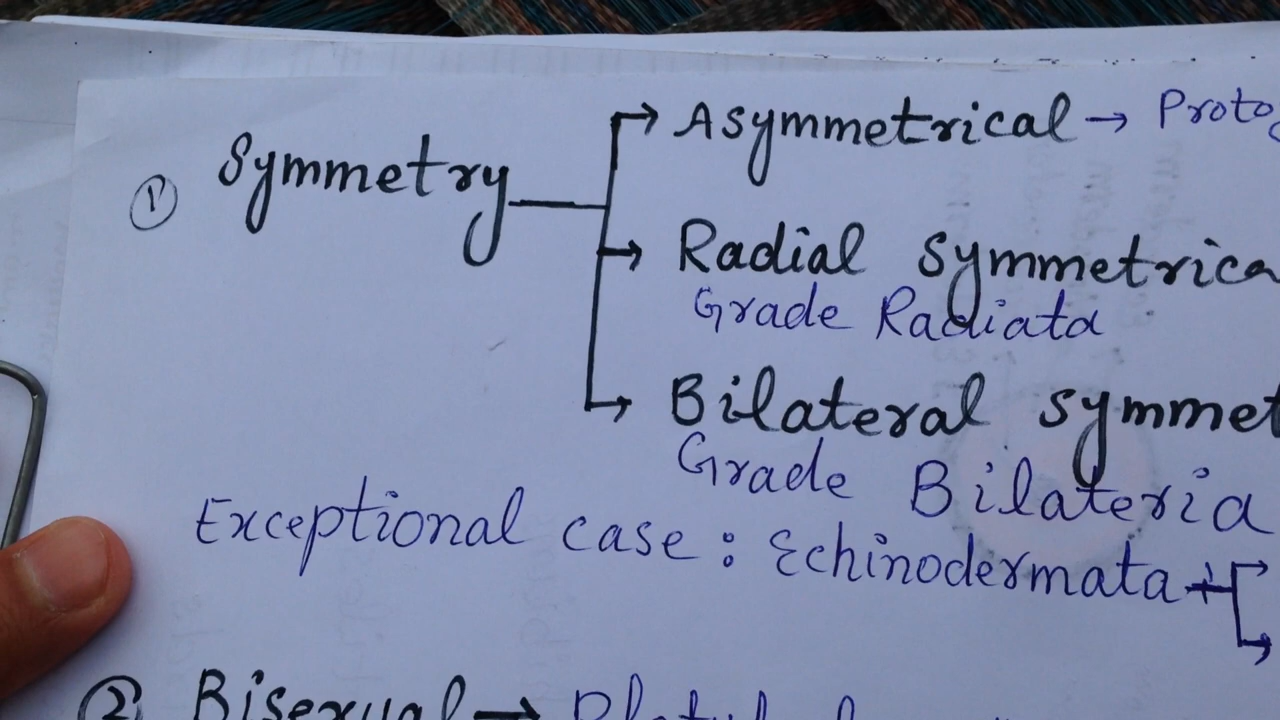 ① Symmetry
→ Asymmetrical → Proto
→ Radial Symmetrica
Grade Radiata
→ Bilateral symmet
Grade Bilateria
Exceptional case : Echinodermata →
② Bisexual →